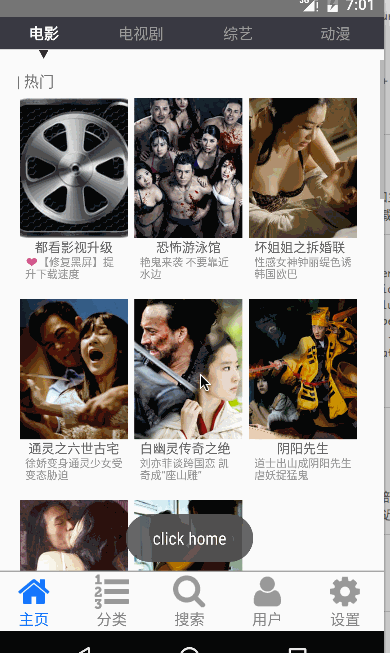 7:01
电影 电视剧 综艺 动漫
| 热门
都看影视升级 恐怖游泳馆 坏姐姐之拆婚联
❤【修复黑屏】提 艳鬼来袭 不要靠近 性感女神钟丽缇色诱
升下载速度 水边 韩国欧巴
通灵之六世古宅 白幽灵传奇之绝 阴阳先生
徐娇变身通灵少女受 刘亦菲谈跨国恋 凯 道士出山成阴阳先生
变态胁迫 奇成"座山雕" 虐妖捉猛鬼
click home
1
2
3
主页 分类 搜索 用户 设置